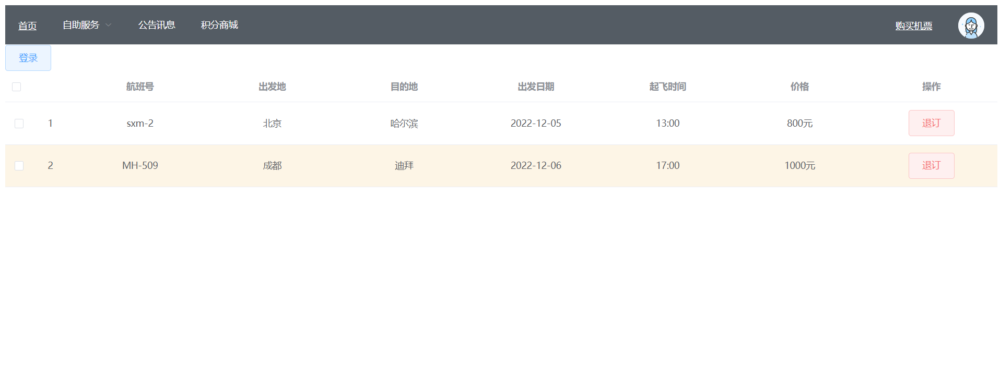 首页 自助服务 公告讯息 积分商城 购买机票
登录
航班号 出发地 目的地 出发日期 起飞时间 价格 操作
1 sxm-2 北京 哈尔滨 2022-12-05 13:00 800元 退订
2 MH-509 成都 迪拜 2022-12-06 17:00 1000元 退订